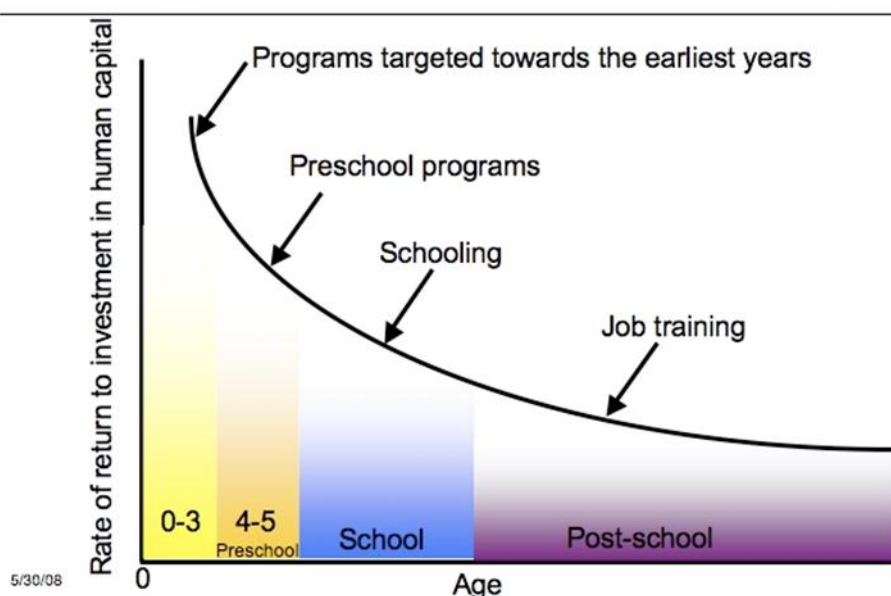 Rate of return to investment in human capital
Programs targeted towards the earliest years
Preschool programs
Schooling
Job training
0-3
4-5
Preschool
School
Post-school
0
Age
5/30/08